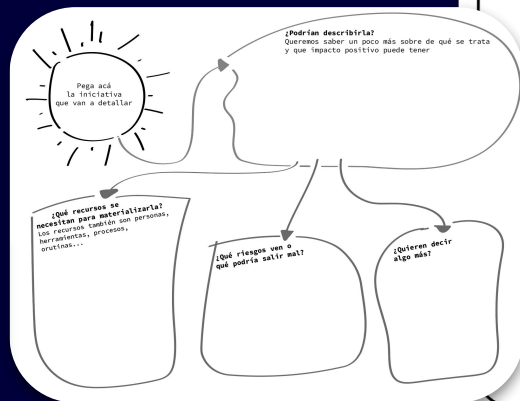 Pega acá
la iniciativa
que van a detallar
¿Podrían describirla?
Queremos saber un poco más sobre de qué se trata
y que impacto positivo puede tener
¿Qué recursos se
necesitan para materializarla?
Los recursos también son personas,
herramientas, procesos,
orutinas...
¿Qué riesgos ven o
qué podría salir mal?
¿Quieren decir
algo más?